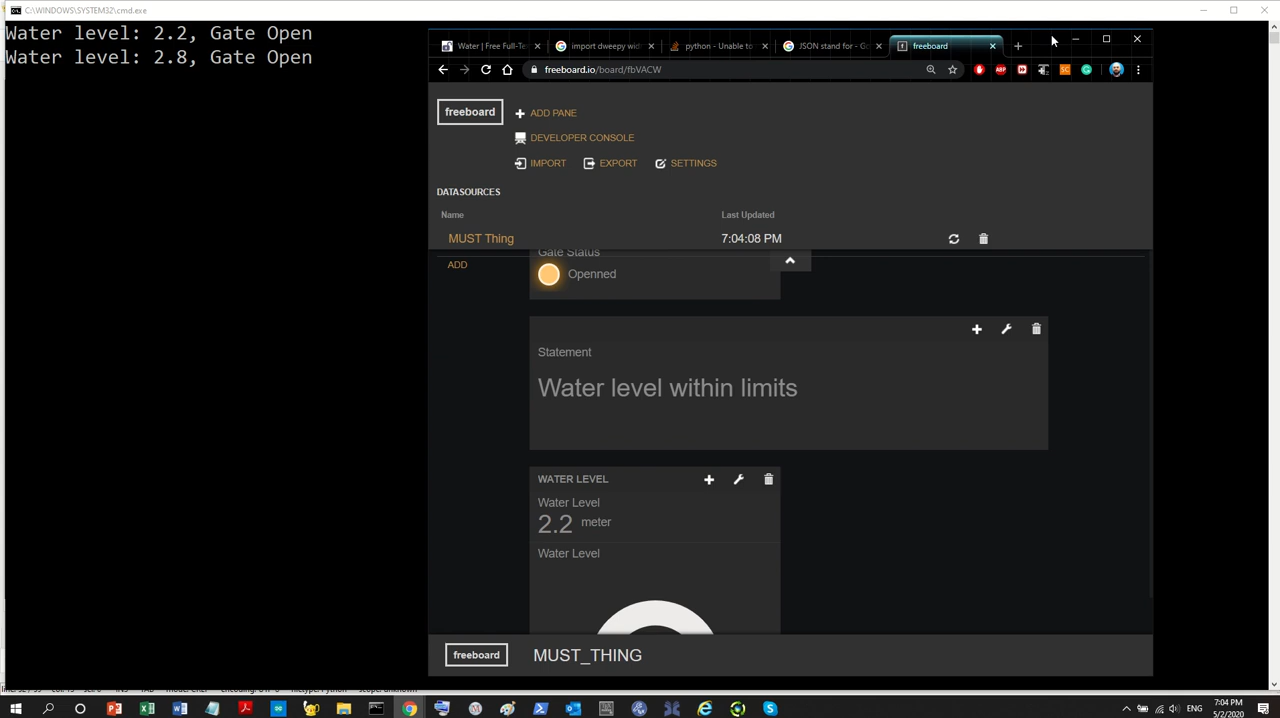 C:\WINDOWS\SYSTEM32\cmd.exe
Water level: 2.2, Gate Open
Water level: 2.8, Gate Open
Water | Free Full-Te
import dweepy wid
python - Unable to
JSON stand for - Go
freeboard
freeboard.io/board/fbVACW
ABP
SC
freeboard
ADD PANE
DEVELOPER CONSOLE
IMPORT
EXPORT
SETTINGS
DATASOURCES
Name
Last Updated
MUST Thing
7:04:08 PM
ADD
Gate Status
Openned
Statement
Water level within limits
WATER LEVEL
Water Level
2.2 meter
Water Level
freeboard
MUST_THING
ENG
7:04 PM
5/2/2020